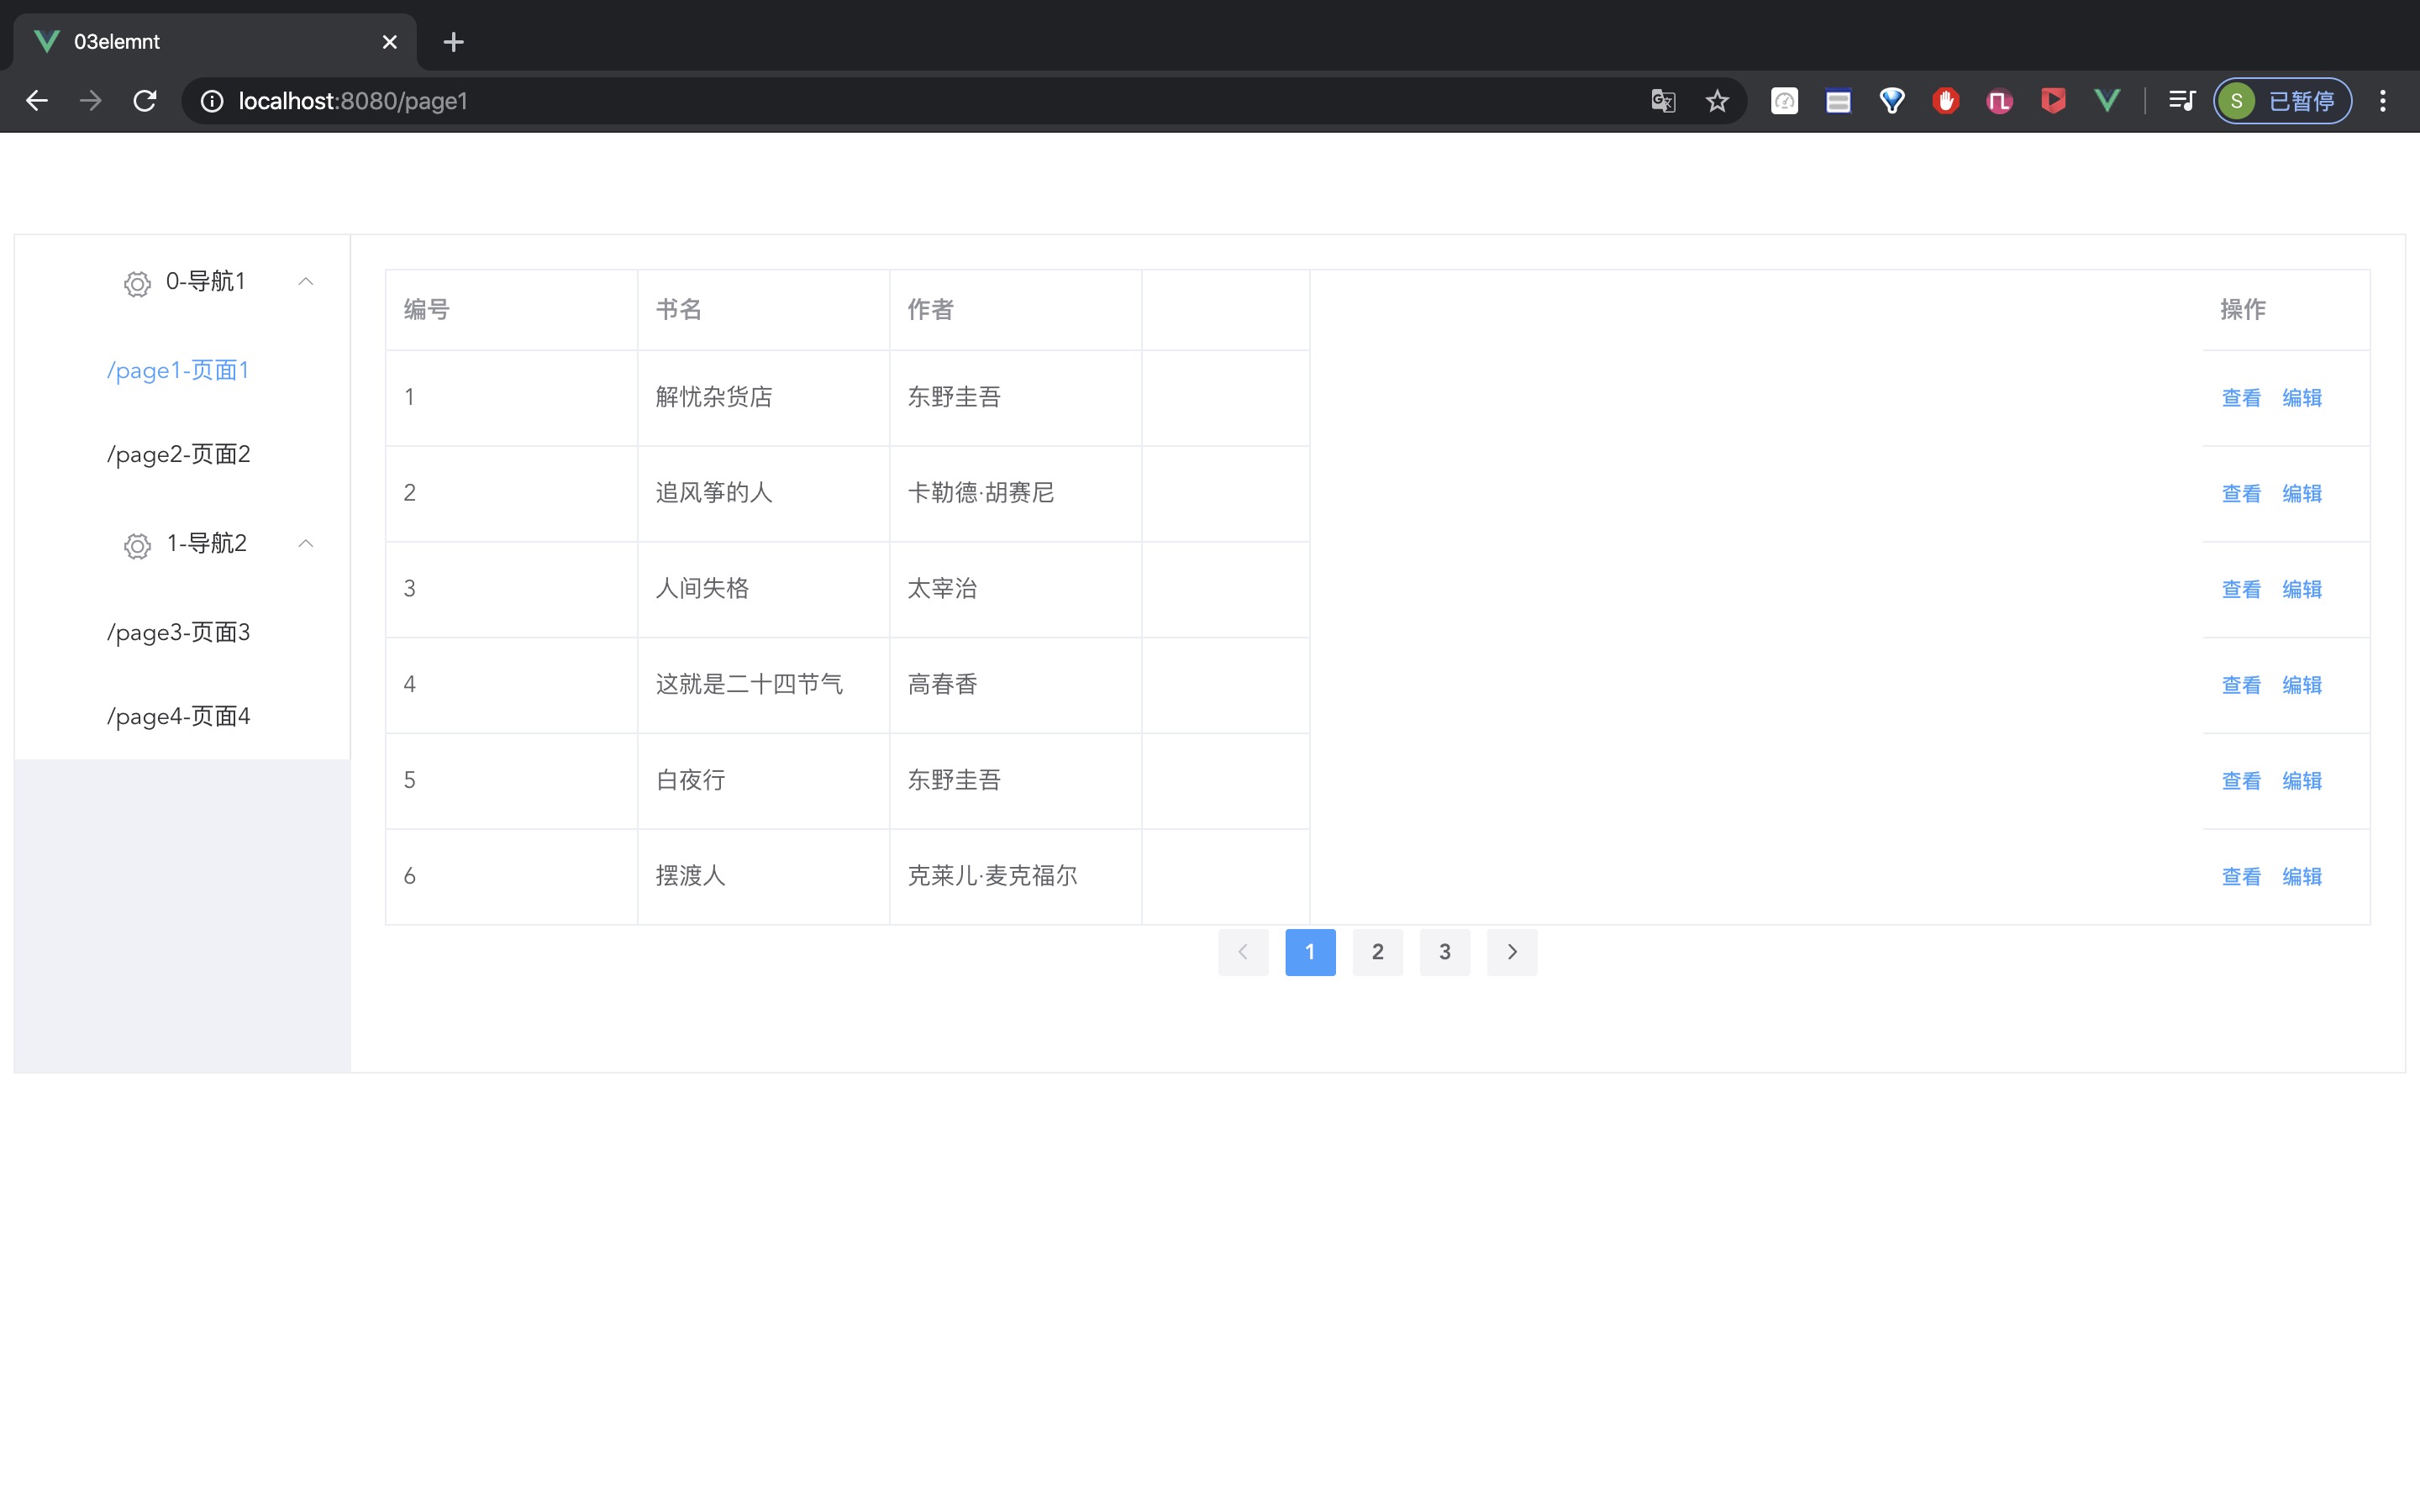 03elemnt
localhost:8080/page1
S 已暂停
0-导航1
/page1-页面1
/page2-页面2
1-导航2
/page3-页面3
/page4-页面4
编号 书名 作者 操作
1 解忧杂货店 东野圭吾 查看 编辑
2 追风筝的人 卡勒德·胡赛尼 查看 编辑
3 人间失格 太宰治 查看 编辑
4 这就是二十四节气 高春香 查看 编辑
5 白夜行 东野圭吾 查看 编辑
6 摆渡人 克莱儿·麦克福尔 查看 编辑
1 2 3